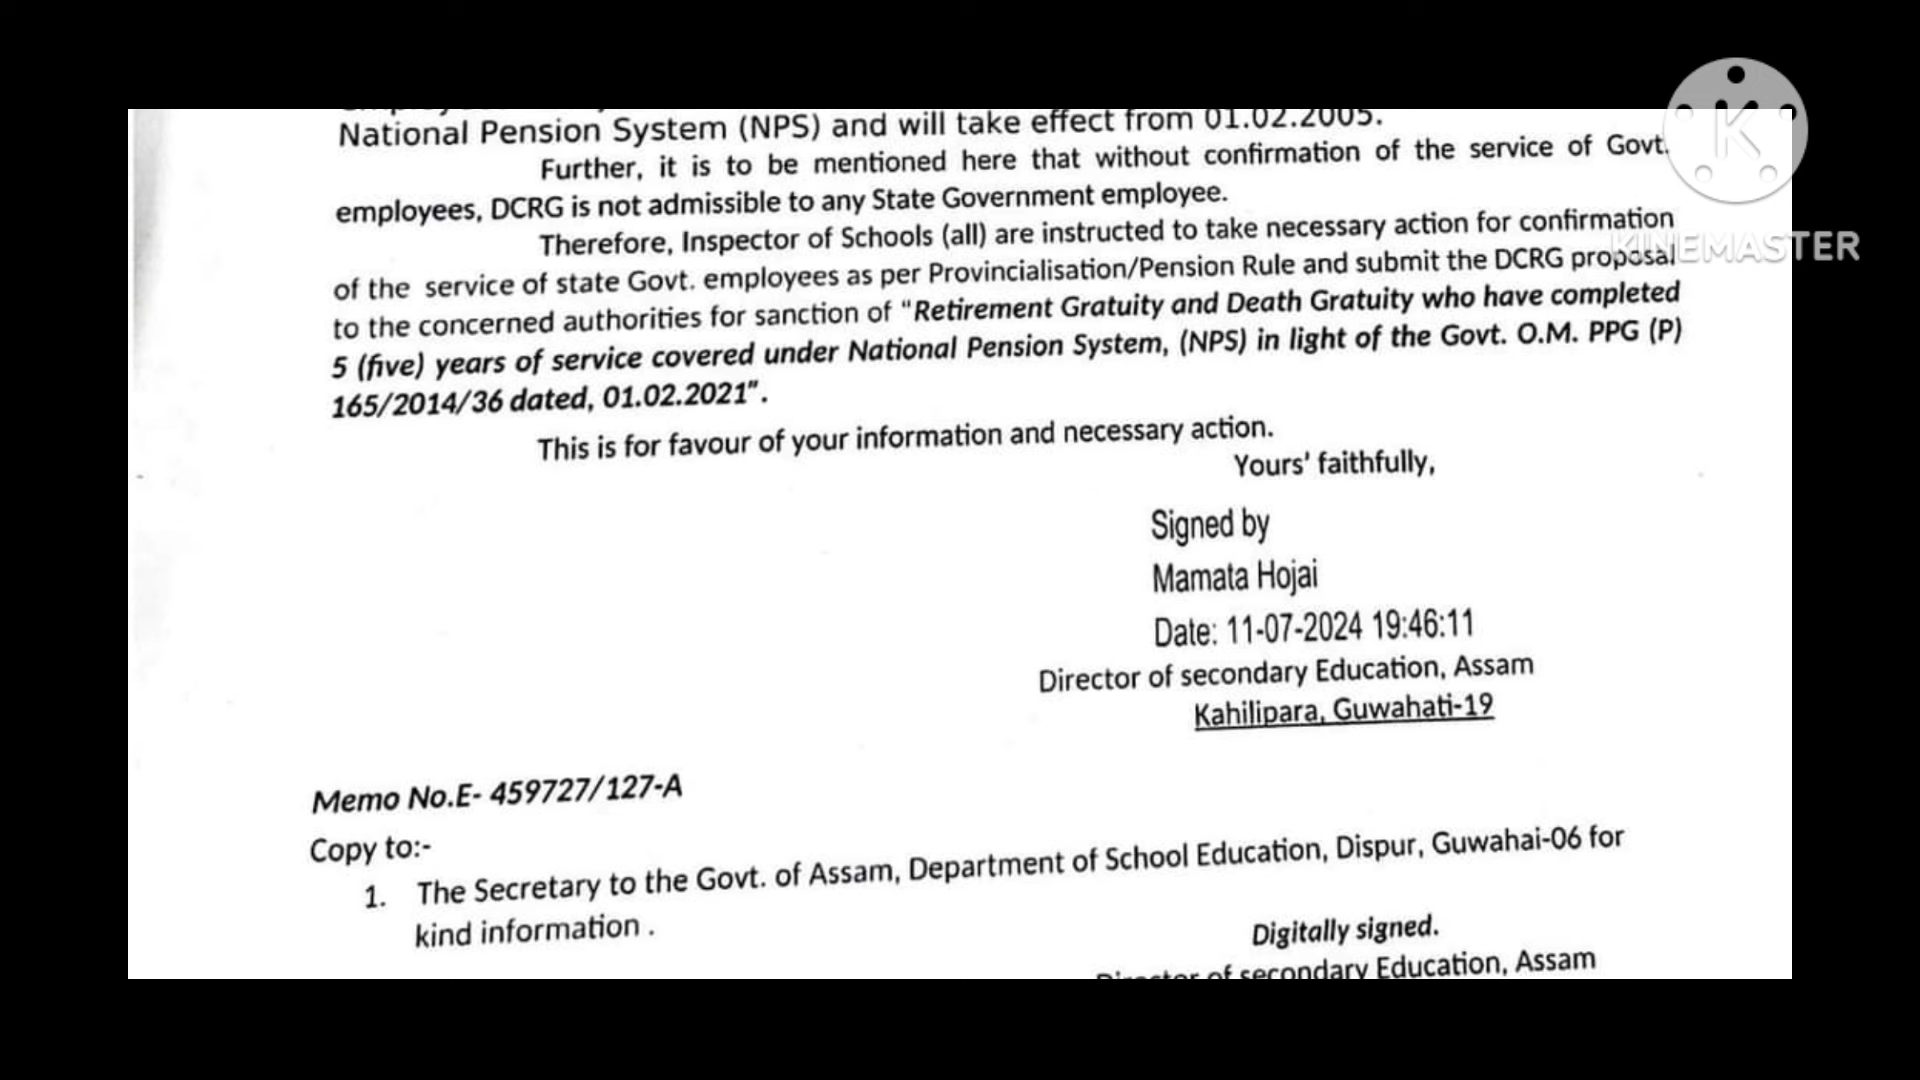 National Pension System (NPS) and will take effect from 01.02.2005.
Further, it is to be mentioned here that without confirmation of the service of Govt.
employees, DCRG is not admissible to any State Government employee.
Therefore, Inspector of Schools (all) are instructed to take necessary action for confirmation
of the service of state Govt. employees as per Provincialisation/Pension Rule and submit the DCRG proposal
to the concerned authorities for sanction of "Retirement Gratuity and Death Gratuity who have completed
5 (five) years of service covered under National Pension System, (NPS) in light of the Govt. O.M. PPG (P)
165/2014/36 dated, 01.02.2021".
This is for favour of your information and necessary action.
Yours' faithfully,
Signed by
Mamata Hojai
Date: 11-07-2024 19:46:11
Director of secondary Education, Assam
Kahilipara, Guwahati-19
Memo No.E- 459727/127-A
Copy to:-
1. The Secretary to the Govt. of Assam, Department of School Education, Dispur, Guwahai-06 for
kind information .
Digitally signed.
Director of secondary Education, Assam
K
KINEMASTER